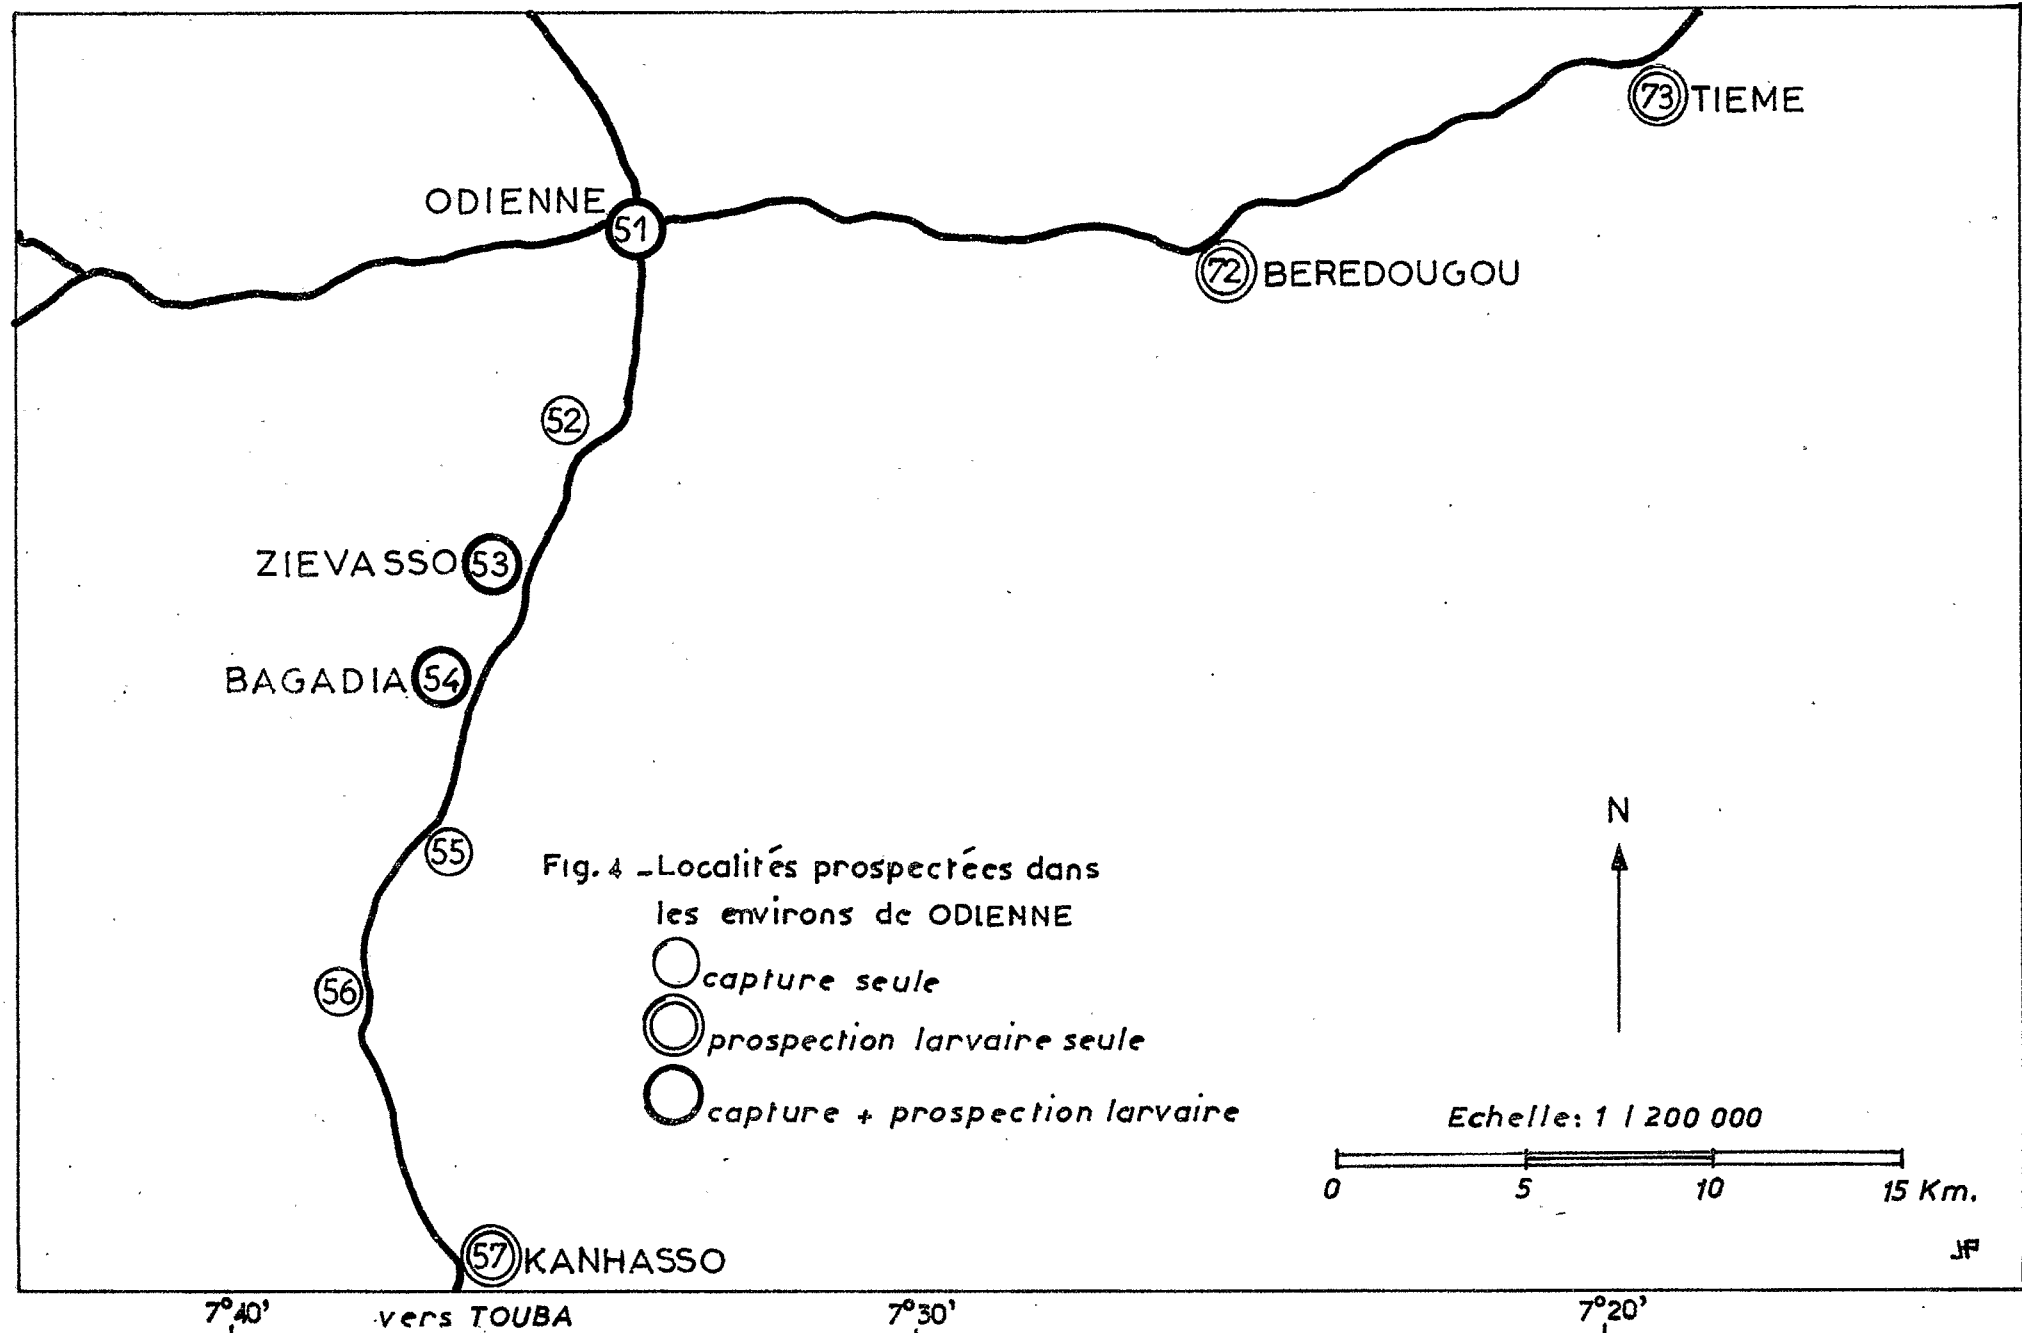 73 TIEME
ODIENNE
51
72 BEREDOUGOU
52
ZIEVASSO 53
BAGADIA 54
55
56
57 KANHASSO
Fig. 4 - Localités prospectées dans
les environs de ODIENNE
capture seule
prospection larvaire seule
capture + prospection larvaire
N
Echelle: 1 / 200 000
0 5 10 15 Km.
JP
7°40' vers TOUBA 7°30' 7°20'